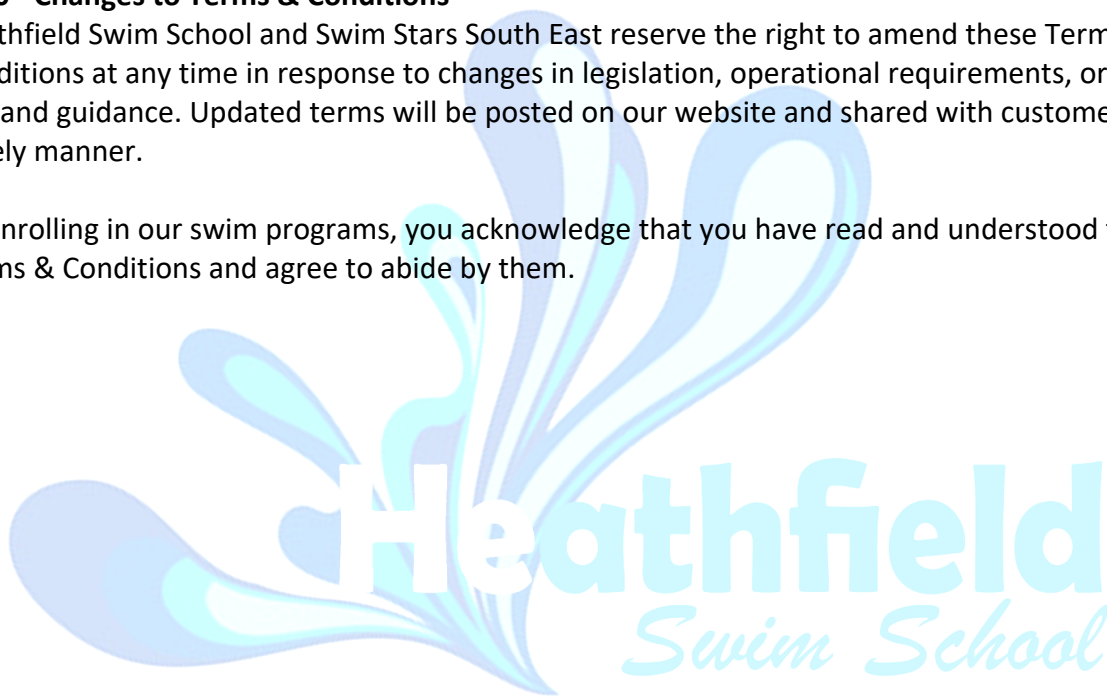 Changes to Terms & Conditions
thfield Swim School and Swim Stars South East reserve the right to amend these Term
ditions at any time in response to changes in legislation, operational requirements, or
and guidance. Updated terms will be posted on our website and shared with custome
ely manner.
nrolling in our swim programs, you acknowledge that you have read and understood t
ms & Conditions and agree to abide by them.
Heathfield
Swim School